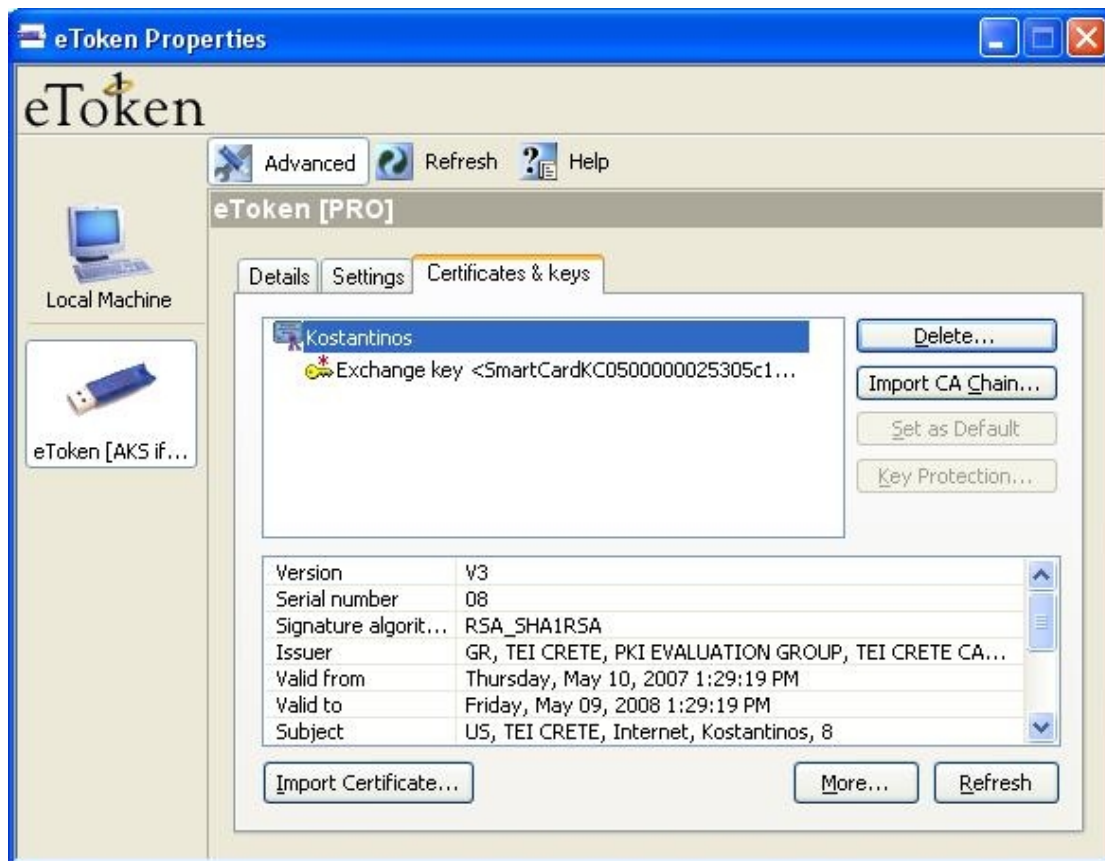 eToken Properties
eToken
Advanced Refresh Help
eToken [PRO]
Local Machine
eToken [AKS if...
Details Settings Certificates & keys
Kostantinos
Exchange key <SmartCardKC0500000025305c1...
Delete...
Import CA Chain...
Set as Default
Key Protection...
Version V3
Serial number 08
Signature algorit... RSA_SHA1RSA
Issuer GR, TEI CRETE, PKI EVALUATION GROUP, TEI CRETE CA...
Valid from Thursday, May 10, 2007 1:29:19 PM
Valid to Friday, May 09, 2008 1:29:19 PM
Subject US, TEI CRETE, Internet, Kostantinos, 8
Import Certificate... More... Refresh